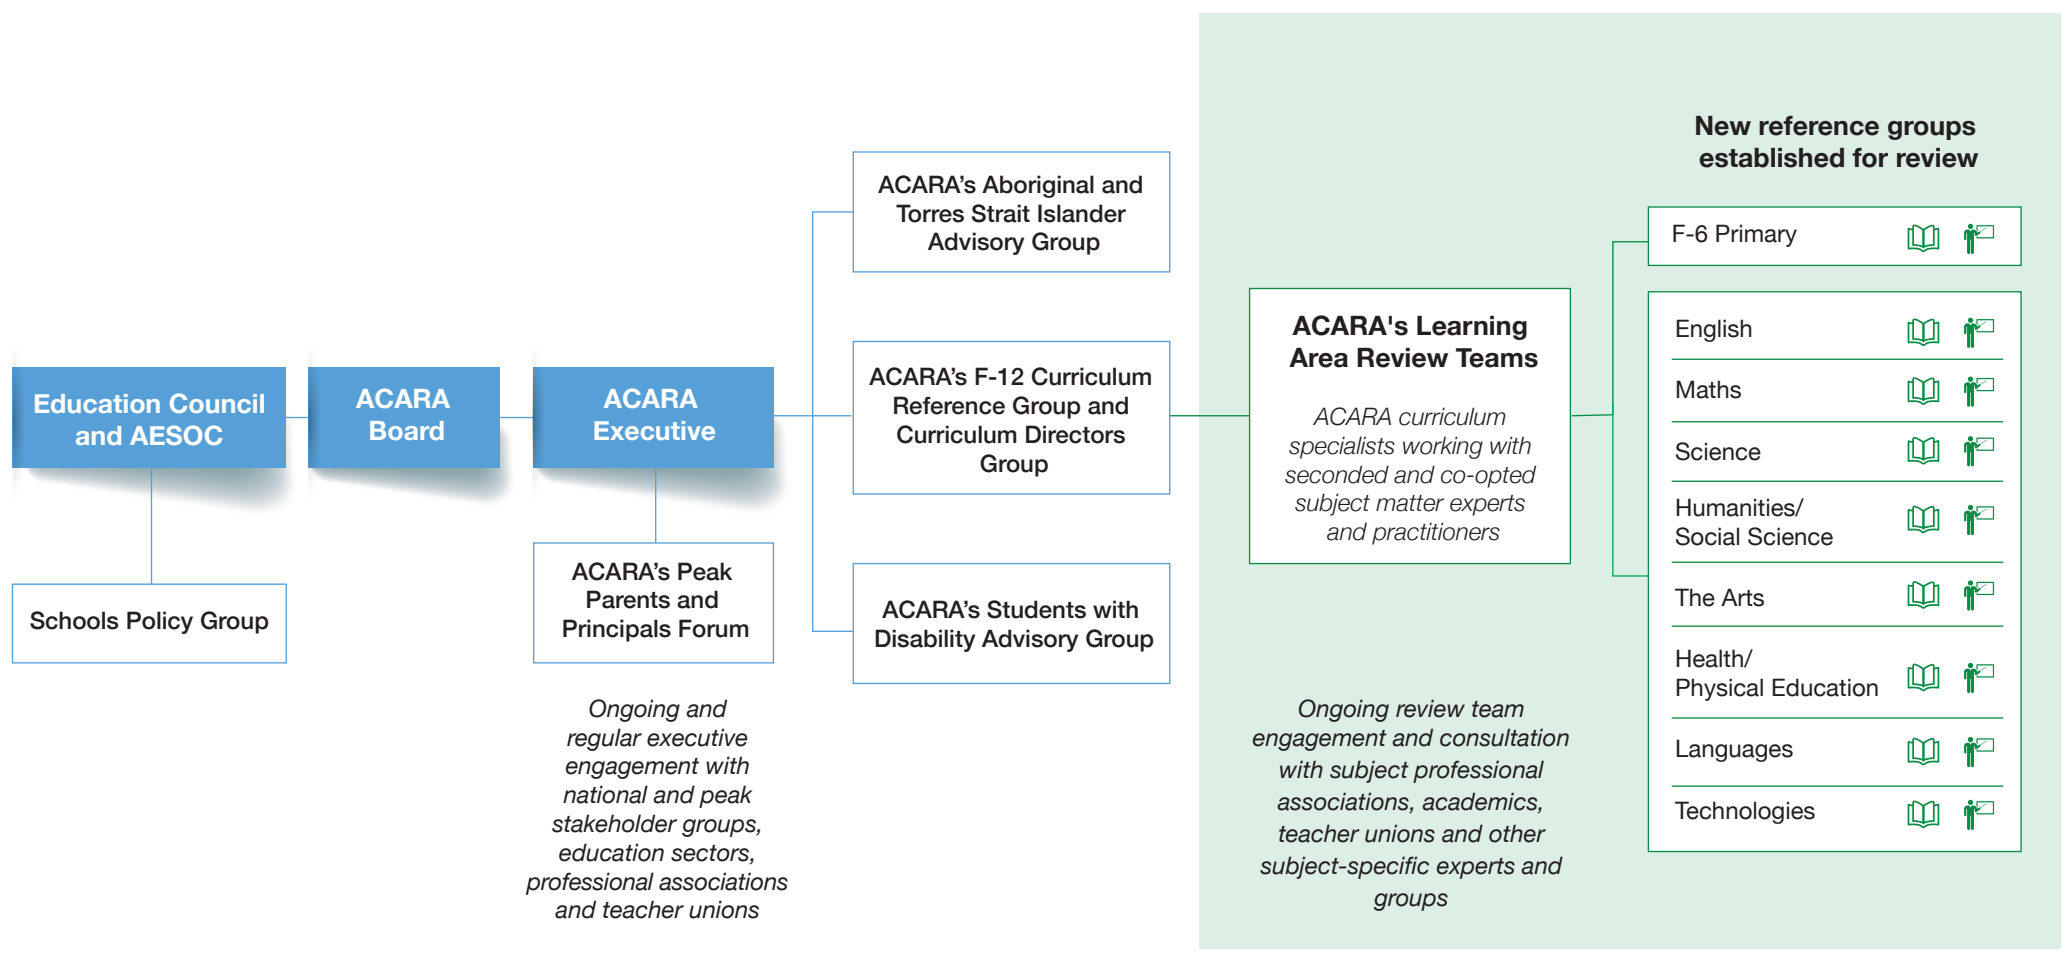 Education Council
and AESOC
Schools Policy Group
ACARA
Board
ACARA
Executive
ACARA’s Peak
Parents and
Principals Forum
Ongoing and
regular executive
engagement with
national and peak
stakeholder groups,
education sectors,
professional associations
and teacher unions
ACARA’s Aboriginal and
Torres Strait Islander
Advisory Group
ACARA’s F-12 Curriculum
Reference Group and
Curriculum Directors
Group
ACARA’s Students with
Disability Advisory Group
ACARA's Learning
Area Review Teams
ACARA curriculum
specialists working with
seconded and co-opted
subject matter experts
and practitioners
Ongoing review team
engagement and consultation
with subject professional
associations, academics,
teacher unions and other
subject-specific experts and
groups
New reference groups
established for review
F-6 Primary
English
Maths
Science
Humanities/
Social Science
The Arts
Health/
Physical Education
Languages
Technologies